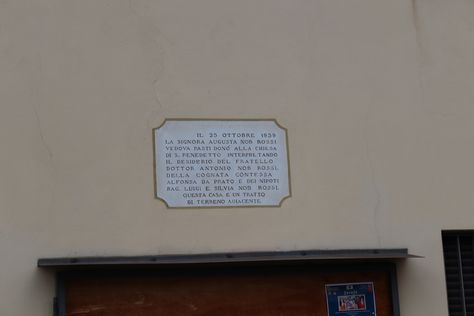 IL 25 OTTOBRE 1959
LA SIGNORA AUGUSTA NOB ROSSI
VEDOVA PASTI DONÒ ALLA CHIESA
DI S. BENEDETTO INTERPRETANDO
IL DESIDERIO DEL FRATELLO
DOTTOR ANTONIO NOB ROSSI,
DELLA COGNATA CONTESSA
ALFONSA DA PRATO E DEI NIPOTI
RAG. LUIGI E SILVIA NOB ROSSI,
QUESTA CASA E UN TRATTO
DI TERRENO ADIACENTE.